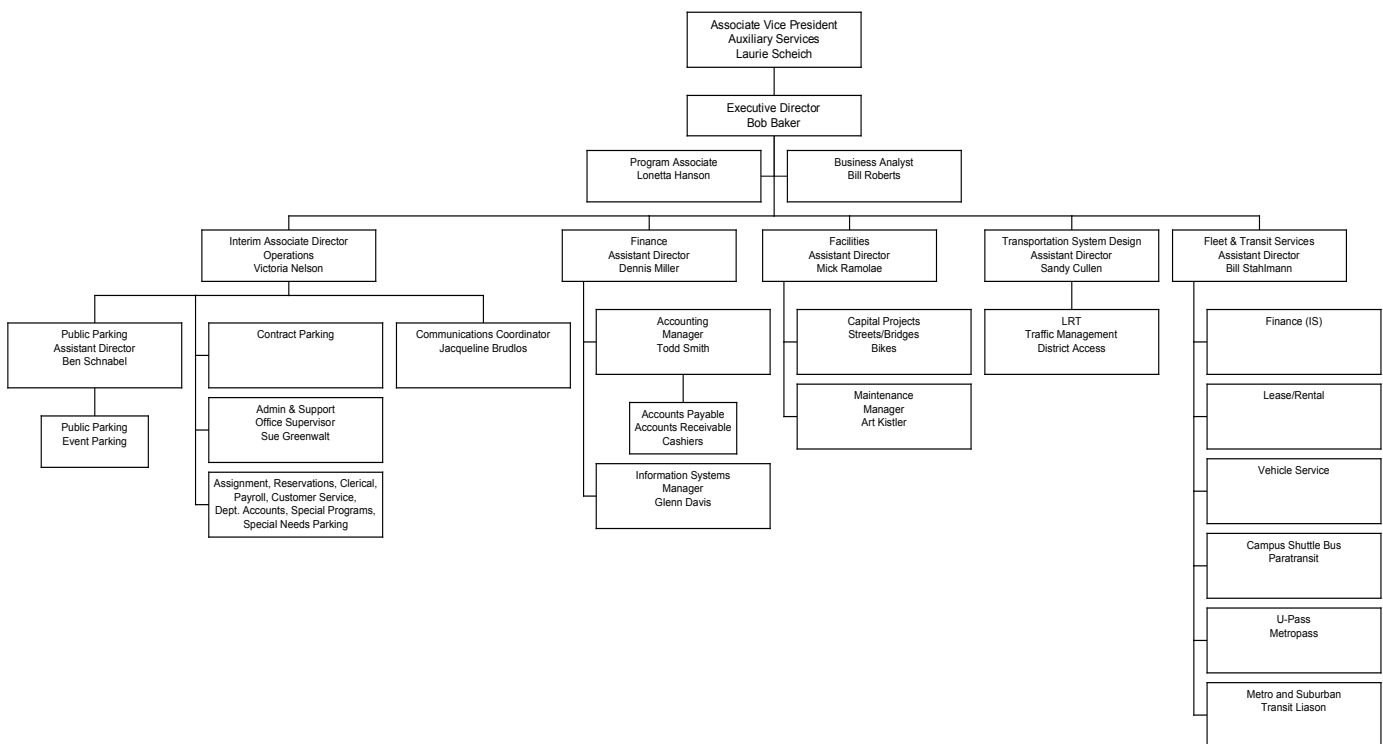 Associate Vice President
Auxiliary Services
Laurie Scheich
Executive Director
Bob Baker
Program Associate
Lonetta Hanson
Business Analyst
Bill Roberts
Interim Associate Director
Operations
Victoria Nelson
Finance
Assistant Director
Dennis Miller
Facilities
Assistant Director
Mick Ramolae
Transportation System Design
Assistant Director
Sandy Cullen
Fleet & Transit Services
Assistant Director
Bill Stahlmann
Public Parking
Assistant Director
Ben Schnabel
Public Parking
Event Parking
Contract Parking
Admin & Support
Office Supervisor
Sue Greenwalt
Assignment, Reservations, Clerical,
Payroll, Customer Service,
Dept. Accounts, Special Programs,
Special Needs Parking
Communications Coordinator
Jacqueline Brudlos
Accounting
Manager
Todd Smith
Accounts Payable
Accounts Receivable
Cashiers
Information Systems
Manager
Glenn Davis
Capital Projects
Streets/Bridges
Bikes
Maintenance
Manager
Art Kistler
LRT
Traffic Management
District Access
Finance (IS)
Lease/Rental
Vehicle Service
Campus Shuttle Bus
Paratransit
U-Pass
Metropass
Metro and Suburban
Transit Liason